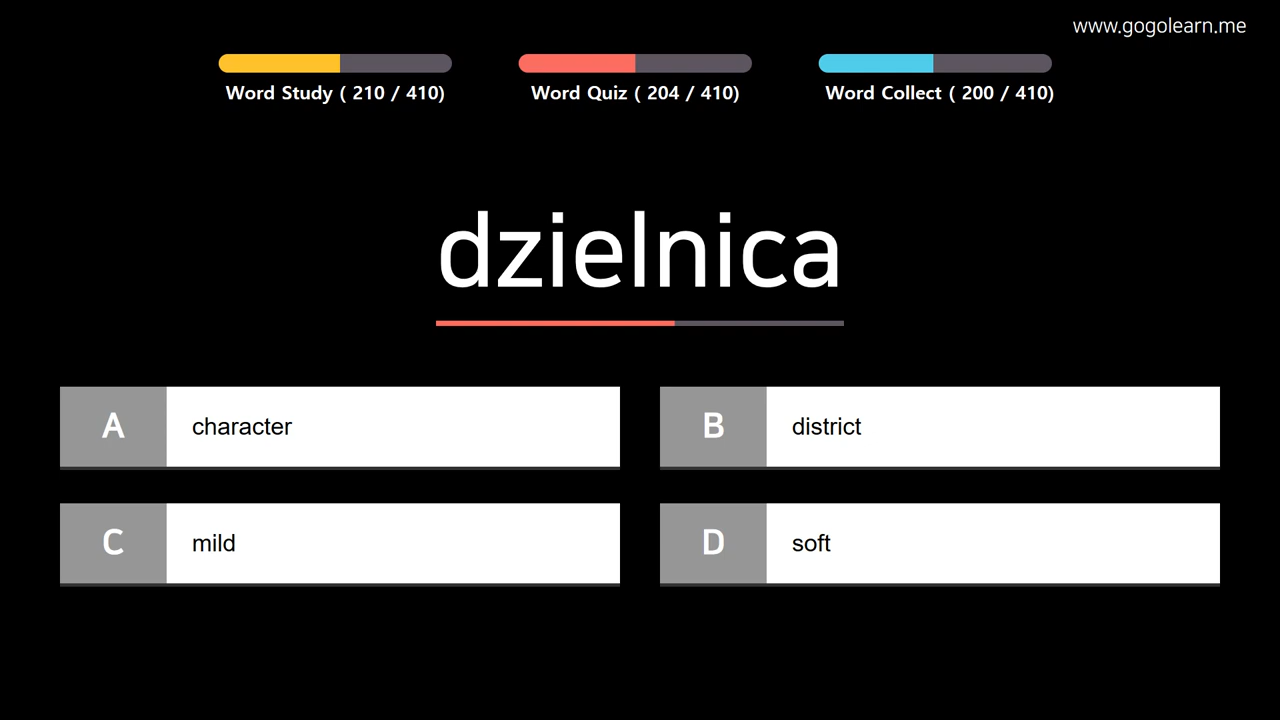 www.gogolearn.me
Word Study ( 210 / 410)
Word Quiz ( 204 / 410)
Word Collect ( 200 / 410)
dzielnica
A character
B district
C mild
D soft